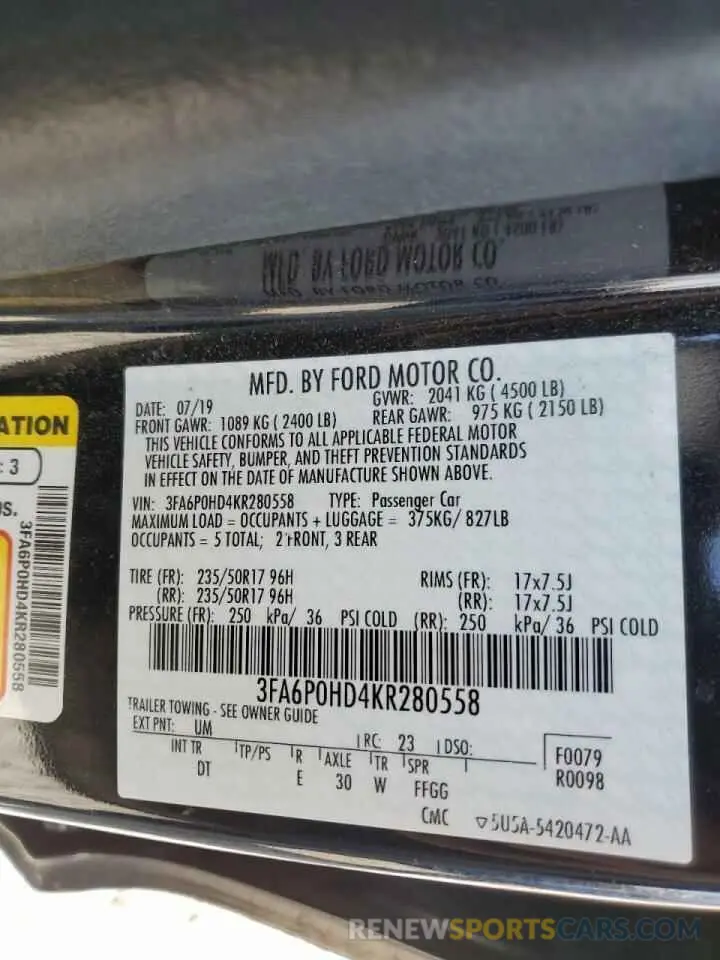 MFD. BY FORD MOTOR CO.
MFD. BY FORD MOTOR CO.
DATE: 07/19 GVWR: 2041 KG ( 4500 LB)
FRONT GAWR: 1089 KG ( 2400 LB) REAR GAWR: 975 KG ( 2150 LB)
THIS VEHICLE CONFORMS TO ALL APPLICABLE FEDERAL MOTOR
VEHICLE SAFETY, BUMPER, AND THEFT PREVENTION STANDARDS
IN EFFECT ON THE DATE OF MANUFACTURE SHOWN ABOVE.
VIN: 3FA6P0HD4KR280558 TYPE: Passenger Car
MAXIMUM LOAD = OCCUPANTS + LUGGAGE = 375KG/ 827LB
OCCUPANTS = 5 TOTAL; 2 FRONT, 3 REAR
TIRE (FR): 235/50R17 96H RIMS (FR): 17x7.5J
(RR): 235/50R17 96H (RR): 17x7.5J
PRESSURE (FR): 250 kPa/ 36 PSI COLD (RR): 250 kPa/ 36 PSI COLD
3FA6P0HD4KR280558
TRAILER TOWING - SEE OWNER GUIDE
EXT PNT: UM RC: 23 DSO:
INT TR TP/PS R AXLE TR SPR F0079
DT E 30 W FFGG R0098
CMC ▽5U5A-5420472-AA
ATION
: 3
US.
3FA6P0HD4KR280558
RENEWSPORTSCARS.COM